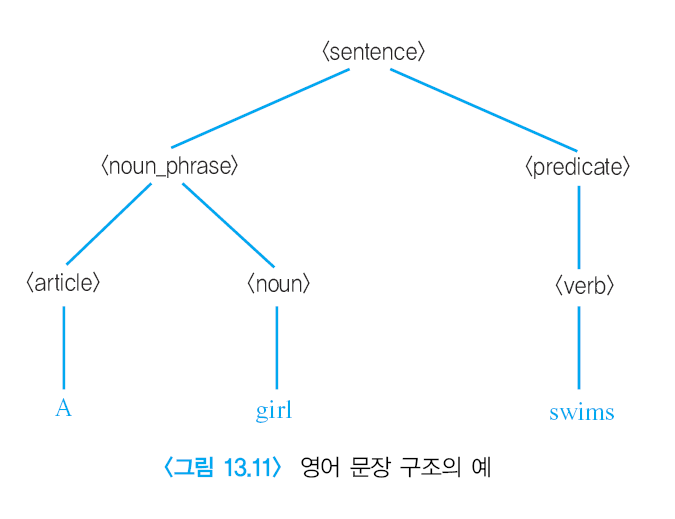 〈sentence〉
〈noun_phrase〉 〈predicate〉
〈article〉 〈noun〉 〈verb〉
A girl swims
〈그림 13.11〉 영어 문장 구조의 예